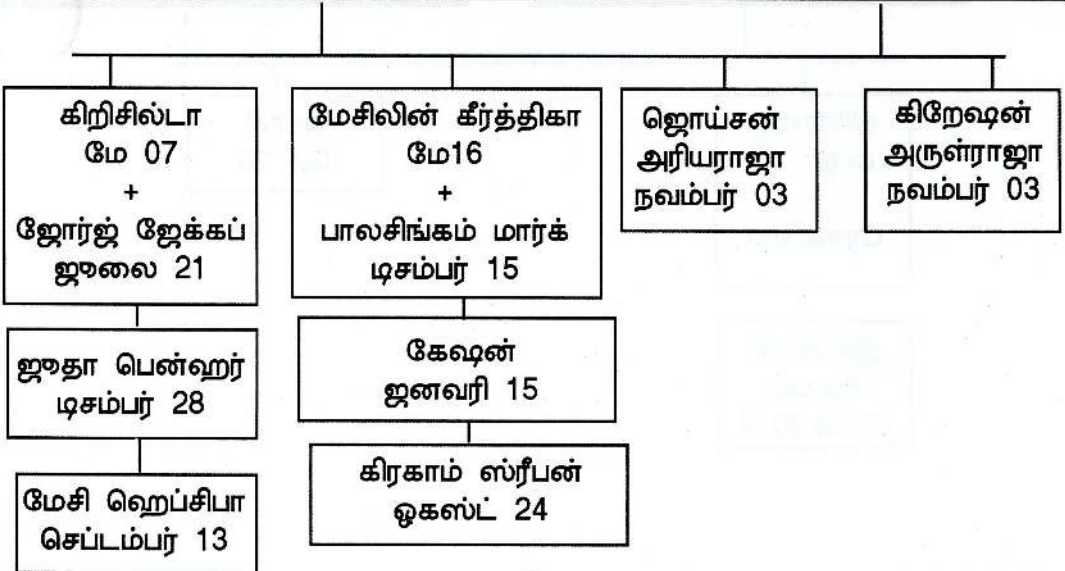 கிறிசில்டா
மே 07
+
ஜோர்ஜ் ஜேக்கப்
ஜூலை 21
ஜூதா பென்ஹர்
டிசம்பர் 28
மேசி ஹெப்சிபா
செப்டம்பர் 13
மேசிலின் கீர்த்திகா
மே16
+
பாலசிங்கம் மார்க்
டிசம்பர் 15
கேஷன்
ஜனவரி 15
கிரகாம் ஸ்ரீபன்
ஒகஸ்ட் 24
ஜொய்சன்
அரியராஜா
நவம்பர் 03
கிறேஷன்
அருள்ராஜா
நவம்பர் 03